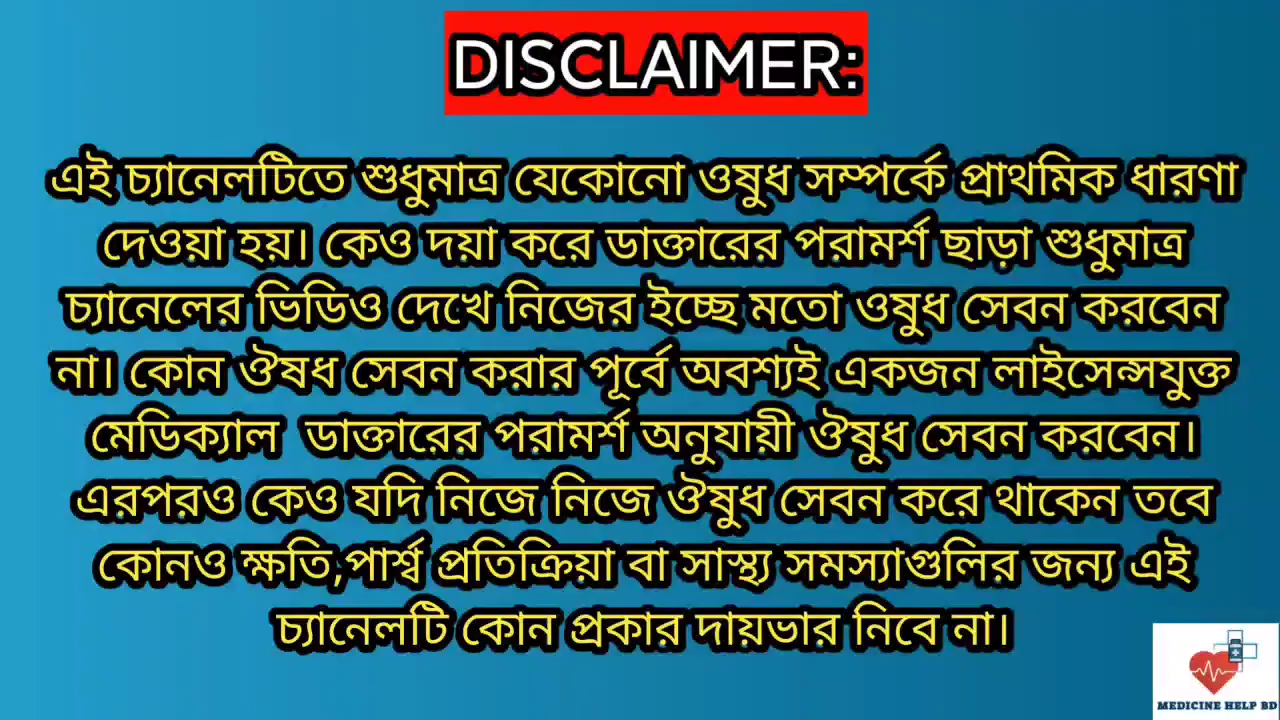 DISCLAIMER:
এই চ্যানেলটিতে শুধুমাত্র যেকোনো ওষুধ সম্পর্কে প্রাথমিক ধারণা
দেওয়া হয়। কেও দয়া করে ডাক্তারের পরামর্শ ছাড়া শুধুমাত্র
চ্যানেলের ভিডিও দেখে নিজের ইচ্ছে মতো ওষুধ সেবন করবেন
না। কোন ঔষধ সেবন করার পূর্বে অবশ্যই একজন লাইসেন্সযুক্ত
মেডিক্যাল ডাক্তারের পরামর্শ অনুযায়ী ঔষুধ সেবন করবেন।
এরপরও কেও যদি নিজে নিজে ঔষুধ সেবন করে থাকেন তবে
কোনও ক্ষতি,পার্শ্ব প্রতিক্রিয়া বা সাস্থ্য সমস্যাগুলির জন্য এই
চ্যানেলটি কোন প্রকার দায়ভার নিবে না।
MEDICINE HELP BD